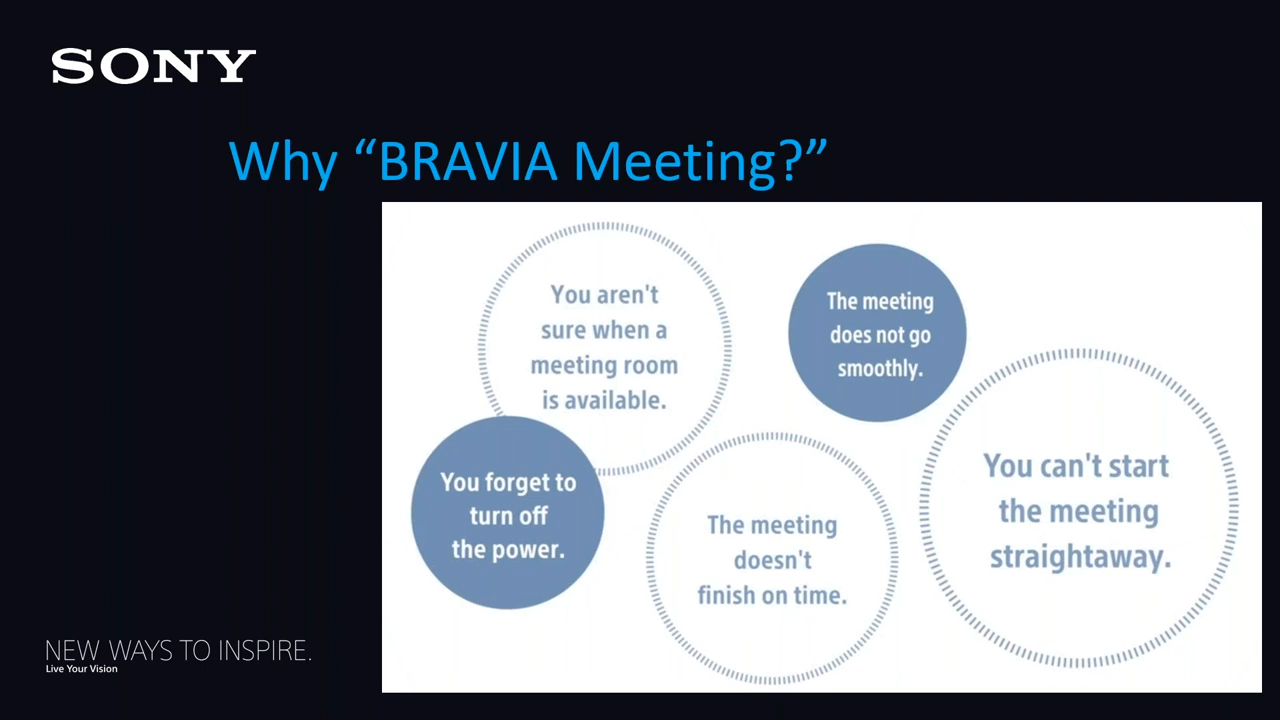 SONY
Why “BRAVIA Meeting?”
You aren't
sure when a
meeting room
is available.
The meeting
does not go
smoothly.
You can't start
the meeting
straightaway.
You forget to
turn off
the power.
The meeting
doesn't
finish on time.
NEW WAYS TO INSPIRE.
Live Your Vision